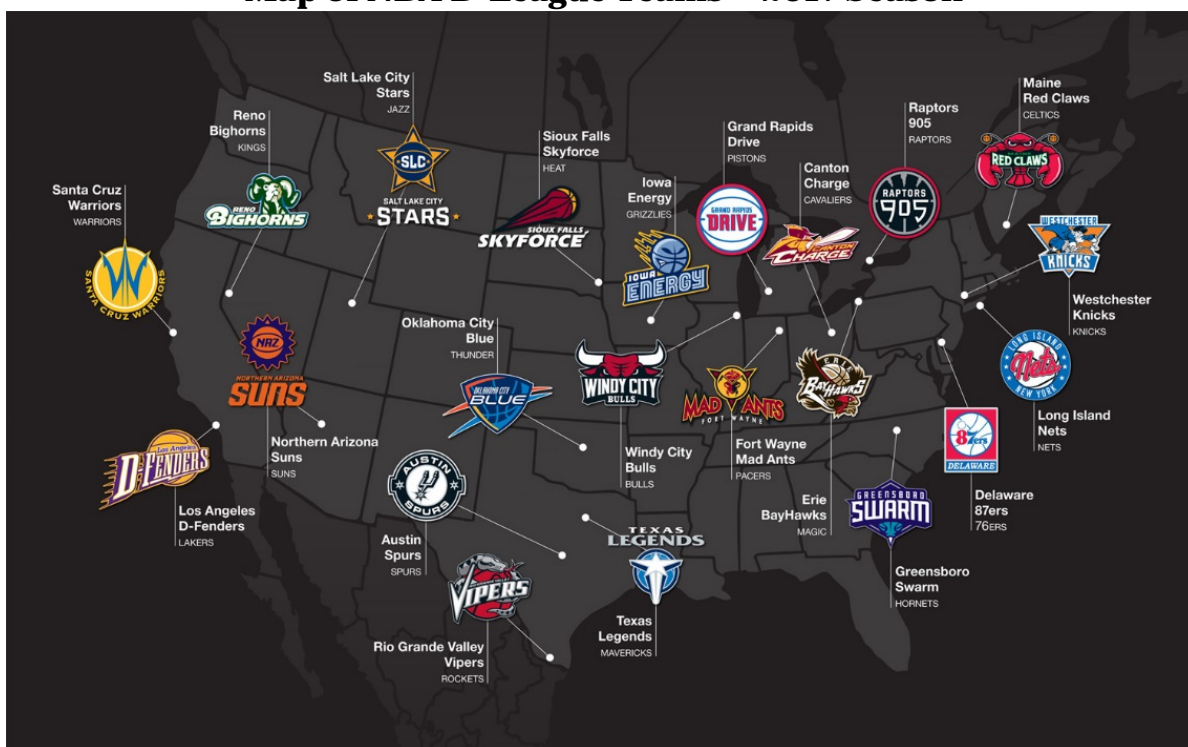 Map of NBA D-League Teams
Season
Salt Lake City
Stars
JAZZ
SLC
SALT LAKE CITY
STARS
Reno
Bighorns
KINGS
RENO
BIGHORNS
Santa Cruz
Warriors
WARRIORS
SANTA CRUZ WARRIORS
Sioux Falls
Skyforce
HEAT
SIOUX FALLS
SKYFORCE
Iowa
Energy
GRIZZLIES
IOWA
ENERGY
Grand Rapids
Drive
PISTONS
GRAND RAPIDS
DRIVE
Canton
Charge
CAVALIERS
CANTON
CHARGE
Raptors
905
RAPTORS
RAPTORS
905
Maine
Red Claws
CELTICS
RED CLAWS
WESTCHESTER
KNICKS
Westchester
Knicks
KNICKS
LONG ISLAND
Nets
NEW YORK
Long Island
Nets
NETS
NAZ
NORTHERN ARIZONA
SUNS
Northern Arizona
Suns
SUNS
Oklahoma City
Blue
THUNDER
OKLAHOMA CITY
BLUE
WINDY CITY
BULLS
Windy City
Bulls
BULLS
MAD ANTS
FORT WAYNE
Fort Wayne
Mad Ants
PACERS
ERIE
BAYHAWKS
Erie
BayHawks
MAGIC
87ers
DELAWARE
Delaware
87ers
76ERS
Los Angeles
D-FENDERS
Los Angeles
D-Fenders
LAKERS
AUSTIN
SPURS
Austin
Spurs
SPURS
GREENSBORO
SWARM
Greensboro
Swarm
HORNETS
TEXAS
LEGENDS
Texas
Legends
MAVERICKS
VIPERS
Rio Grande Valley
Vipers
ROCKETS